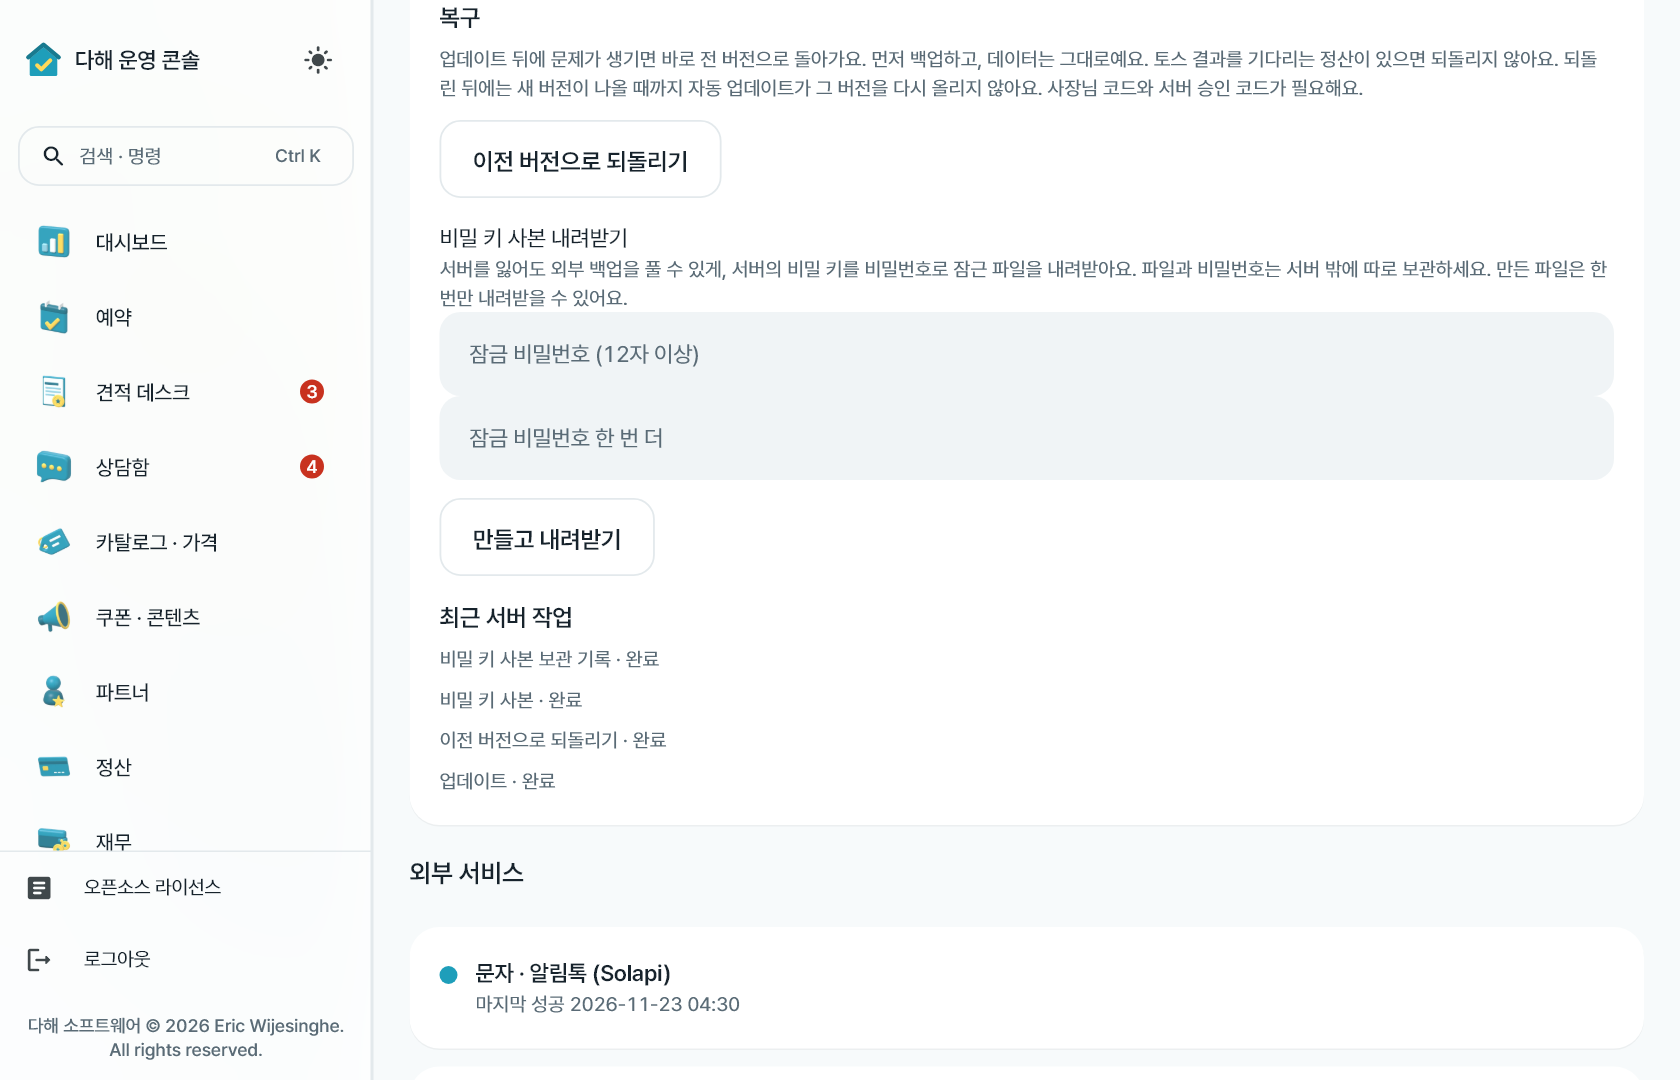 다해 운영 콘솔
검색 · 명령
Ctrl K
대시보드
예약
견적 데스크
3
상담함
4
카탈로그 · 가격
쿠폰 · 콘텐츠
파트너
정산
재무
오픈소스 라이선스
로그아웃
다해 소프트웨어 © 2026 Eric Wijesinghe.
All rights reserved.
복구
업데이트 뒤에 문제가 생기면 바로 전 버전으로 돌아가요. 먼저 백업하고, 데이터는 그대로예요. 토스 결과를 기다리는 정산이 있으면 되돌리지 않아요. 되돌
린 뒤에는 새 버전이 나올 때까지 자동 업데이트가 그 버전을 다시 올리지 않아요. 사장님 코드와 서버 승인 코드가 필요해요.
이전 버전으로 되돌리기
비밀 키 사본 내려받기
서버를 잃어도 외부 백업을 풀 수 있게, 서버의 비밀 키를 비밀번호로 잠근 파일을 내려받아요. 파일과 비밀번호는 서버 밖에 따로 보관하세요. 만든 파일은 한
번만 내려받을 수 있어요.
잠금 비밀번호 (12자 이상)
잠금 비밀번호 한 번 더
만들고 내려받기
최근 서버 작업
비밀 키 사본 보관 기록 · 완료
비밀 키 사본 · 완료
이전 버전으로 되돌리기 · 완료
업데이트 · 완료
외부 서비스
문자 · 알림톡 (Solapi)
마지막 성공 2026-11-23 04:30